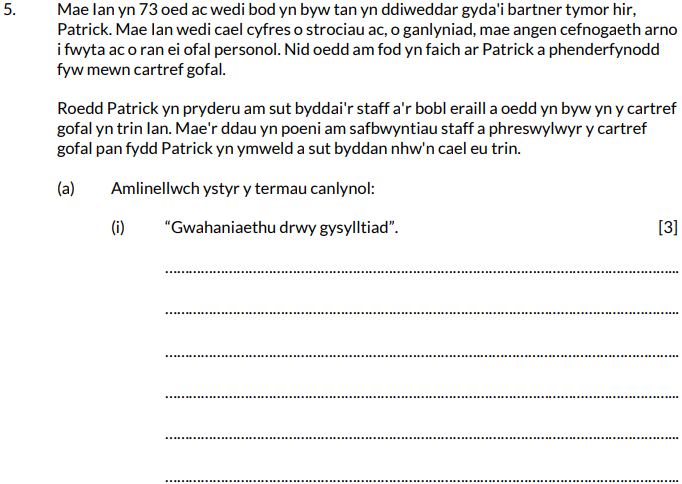 5. Mae Ian yn 73 oed ac wedi bod yn byw tan yn ddiweddar gyda'i bartner tymor hir,
Patrick. Mae Ian wedi cael cyfres o strociau ac, o ganlyniad, mae angen cefnogaeth arno
i fwyta ac o ran ei ofal personol. Nid oedd am fod yn faich ar Patrick a phenderfynodd
fyw mewn cartref gofal.
Roedd Patrick yn pryderu am sut byddai'r staff a'r bobl eraill a oedd yn byw yn y cartref
gofal yn trin Ian. Mae'r ddau yn poeni am safbwyntiau staff a phreswylwyr y cartref
gofal pan fydd Patrick yn ymweld a sut byddan nhw'n cael eu trin.
(a) Amlinellwch ystyr y termau canlynol:
(i) “Gwahaniaethu drwy gysylltiad”. [3]